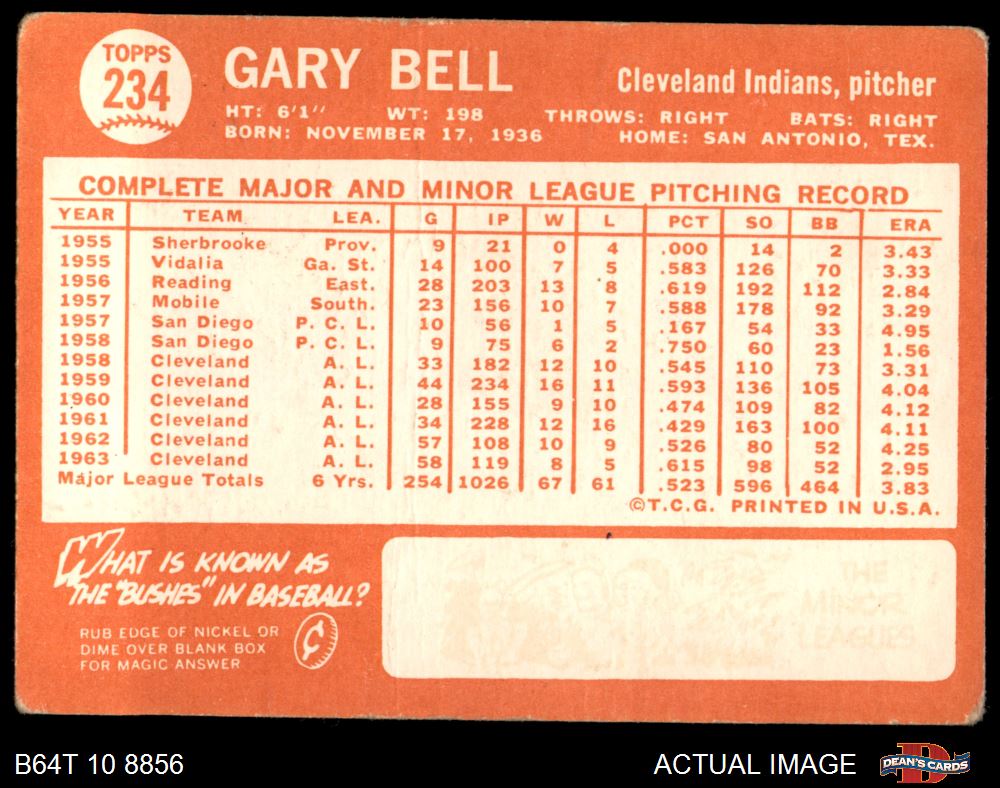 TOPPS
234
GARY BELL
Cleveland Indians, pitcher
HT: 6'1" WT: 198 THROWS: RIGHT BATS: RIGHT
BORN: NOVEMBER 17, 1936 HOME: SAN ANTONIO, TEX.
COMPLETE MAJOR AND MINOR LEAGUE PITCHING RECORD
YEAR TEAM LEA. G IP W L PCT SO BB ERA
1955 Sherbrooke Prov. 9 21 0 4 .000 14 2 3.43
1955 Vidalia Ga. St. 14 100 7 5 .583 126 70 3.33
1956 Reading East. 28 203 13 8 .619 192 112 2.84
1957 Mobile South. 23 156 10 7 .588 178 92 3.29
1957 San Diego P. C. L. 10 56 1 5 .167 54 33 4.95
1958 San Diego P. C. L. 9 75 6 2 .750 60 23 1.56
1958 Cleveland A. L. 33 182 12 10 .545 110 73 3.31
1959 Cleveland A. L. 44 234 16 11 .593 136 105 4.04
1960 Cleveland A. L. 28 155 9 10 .474 109 82 4.12
1961 Cleveland A. L. 34 228 12 16 .429 163 100 4.11
1962 Cleveland A. L. 57 108 10 9 .526 80 52 4.25
1963 Cleveland A. L. 58 119 8 5 .615 98 52 2.95
Major League Totals 6 Yrs. 254 1026 67 61 .523 596 464 3.83
©T.C.G. PRINTED IN U.S.A.
WHAT IS KNOWN AS
THE "BUSHES" IN BASEBALL?
RUB EDGE OF NICKEL OR
DIME OVER BLANK BOX
FOR MAGIC ANSWER
¢
THE
MINOR
LEAGUES
B64T 10 8856
ACTUAL IMAGE
D
DEAN'S CARDS